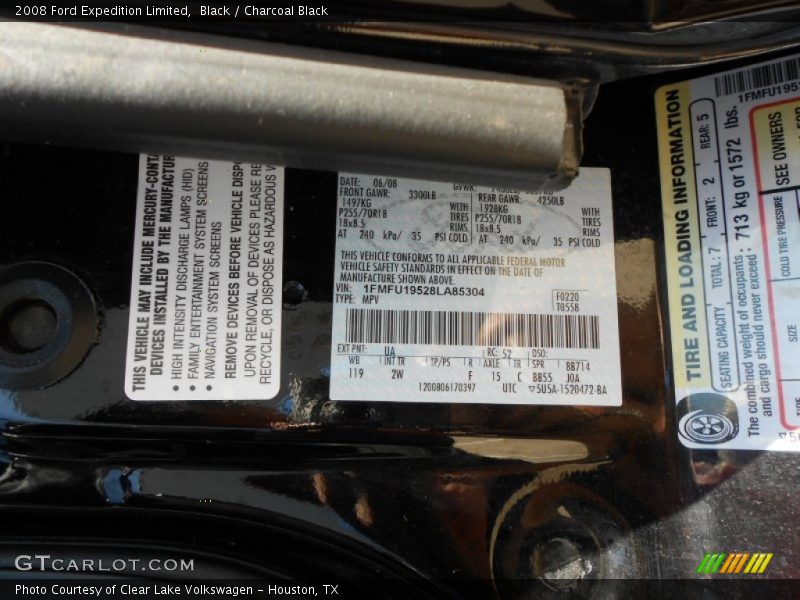 2008 Ford Expedition Limited,  Black / Charcoal Black
THIS VEHICLE MAY INCLUDE MERCURY-CONTA
DEVICES INSTALLED BY THE MANUFACTUR
• HIGH INTENSITY DISCHARGE LAMPS (HID)
• FAMILY ENTERTAINMENT SYSTEM SCREENS
• NAVIGATION SYSTEM SCREENS
REMOVE DEVICES BEFORE VEHICLE DISP
UPON REMOVAL OF DEVICES PLEASE RE
RECYCLE, OR DISPOSE AS HAZARDOUS W
DATE: 06/08 GVWR:
FRONT GAWR: 3300LB REAR GAWR: 4250LB
1497KG WITH 1928KG WITH
P255/70R18 TIRES P255/70R18 TIRES
18x8.5 RIMS 18x8.5 RIMS
AT 240 kPa/ 35 PSI COLD AT 240 kPa/ 35 PSI COLD
THIS VEHICLE CONFORMS TO ALL APPLICABLE FEDERAL MOTOR
VEHICLE SAFETY STANDARDS IN EFFECT ON THE DATE OF
MANUFACTURE SHOWN ABOVE.
VIN: 1FMFU19528LA85304
TYPE: MPV
F0220
T0558
EXT PNT: UA RC: 52 DSO:
WB INT TR TP/PS R AXLE TR SPR BB714
119 2W F 15 C BB55 J0A
1200806170397 UTC ▽5U5A-1520472-BA
TIRE AND LOADING INFORMATION
SEATING CAPACITY TOTAL: 7 FRONT: 2 REAR: 5
The combined weight of occupants
and cargo should never exceed: 713 kg or 1572 lbs.
1FMFU195
SEE OWNERS
COLD TIRE PRESSURE
SIZE
TIRE
GTCARLOT.COM
Photo Courtesy of Clear Lake Volkswagen - Houston, TX